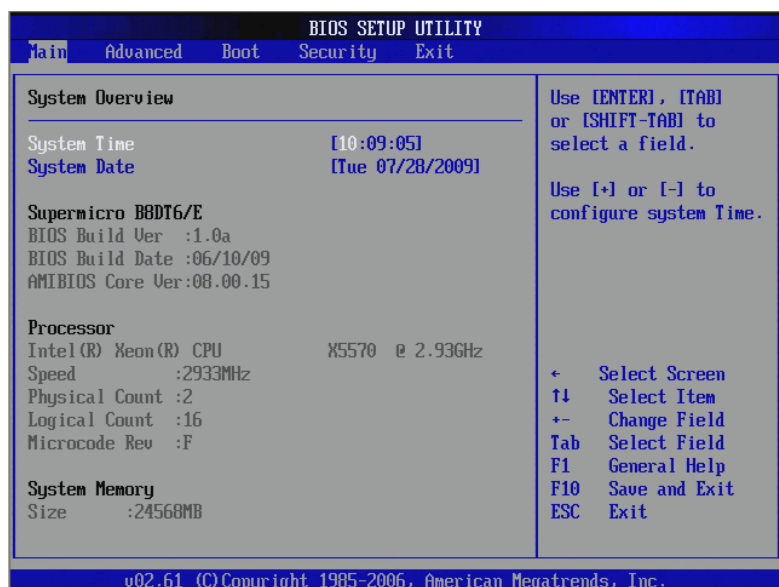 BIOS SETUP UTILITY
Main Advanced Boot Security Exit
System Overview
System Time [10:09:05]
System Date [Tue 07/28/2009]
Supermicro B8DT6/E
BIOS Build Ver :1.0a
BIOS Build Date :06/10/09
AMIBIOS Core Ver:08.00.15
Processor
Intel(R) Xeon(R) CPU X5570 @ 2.93GHz
Speed :2933MHz
Physical Count :2
Logical Count :16
Microcode Rev :F
System Memory
Size :24568MB
Use [ENTER], [TAB]
or [SHIFT-TAB] to
select a field.
Use [+] or [-] to
configure system Time.
← Select Screen
↑↓ Select Item
+- Change Field
Tab Select Field
F1 General Help
F10 Save and Exit
ESC Exit
v02.61 (C)Copyright 1985-2006, American Megatrends, Inc.